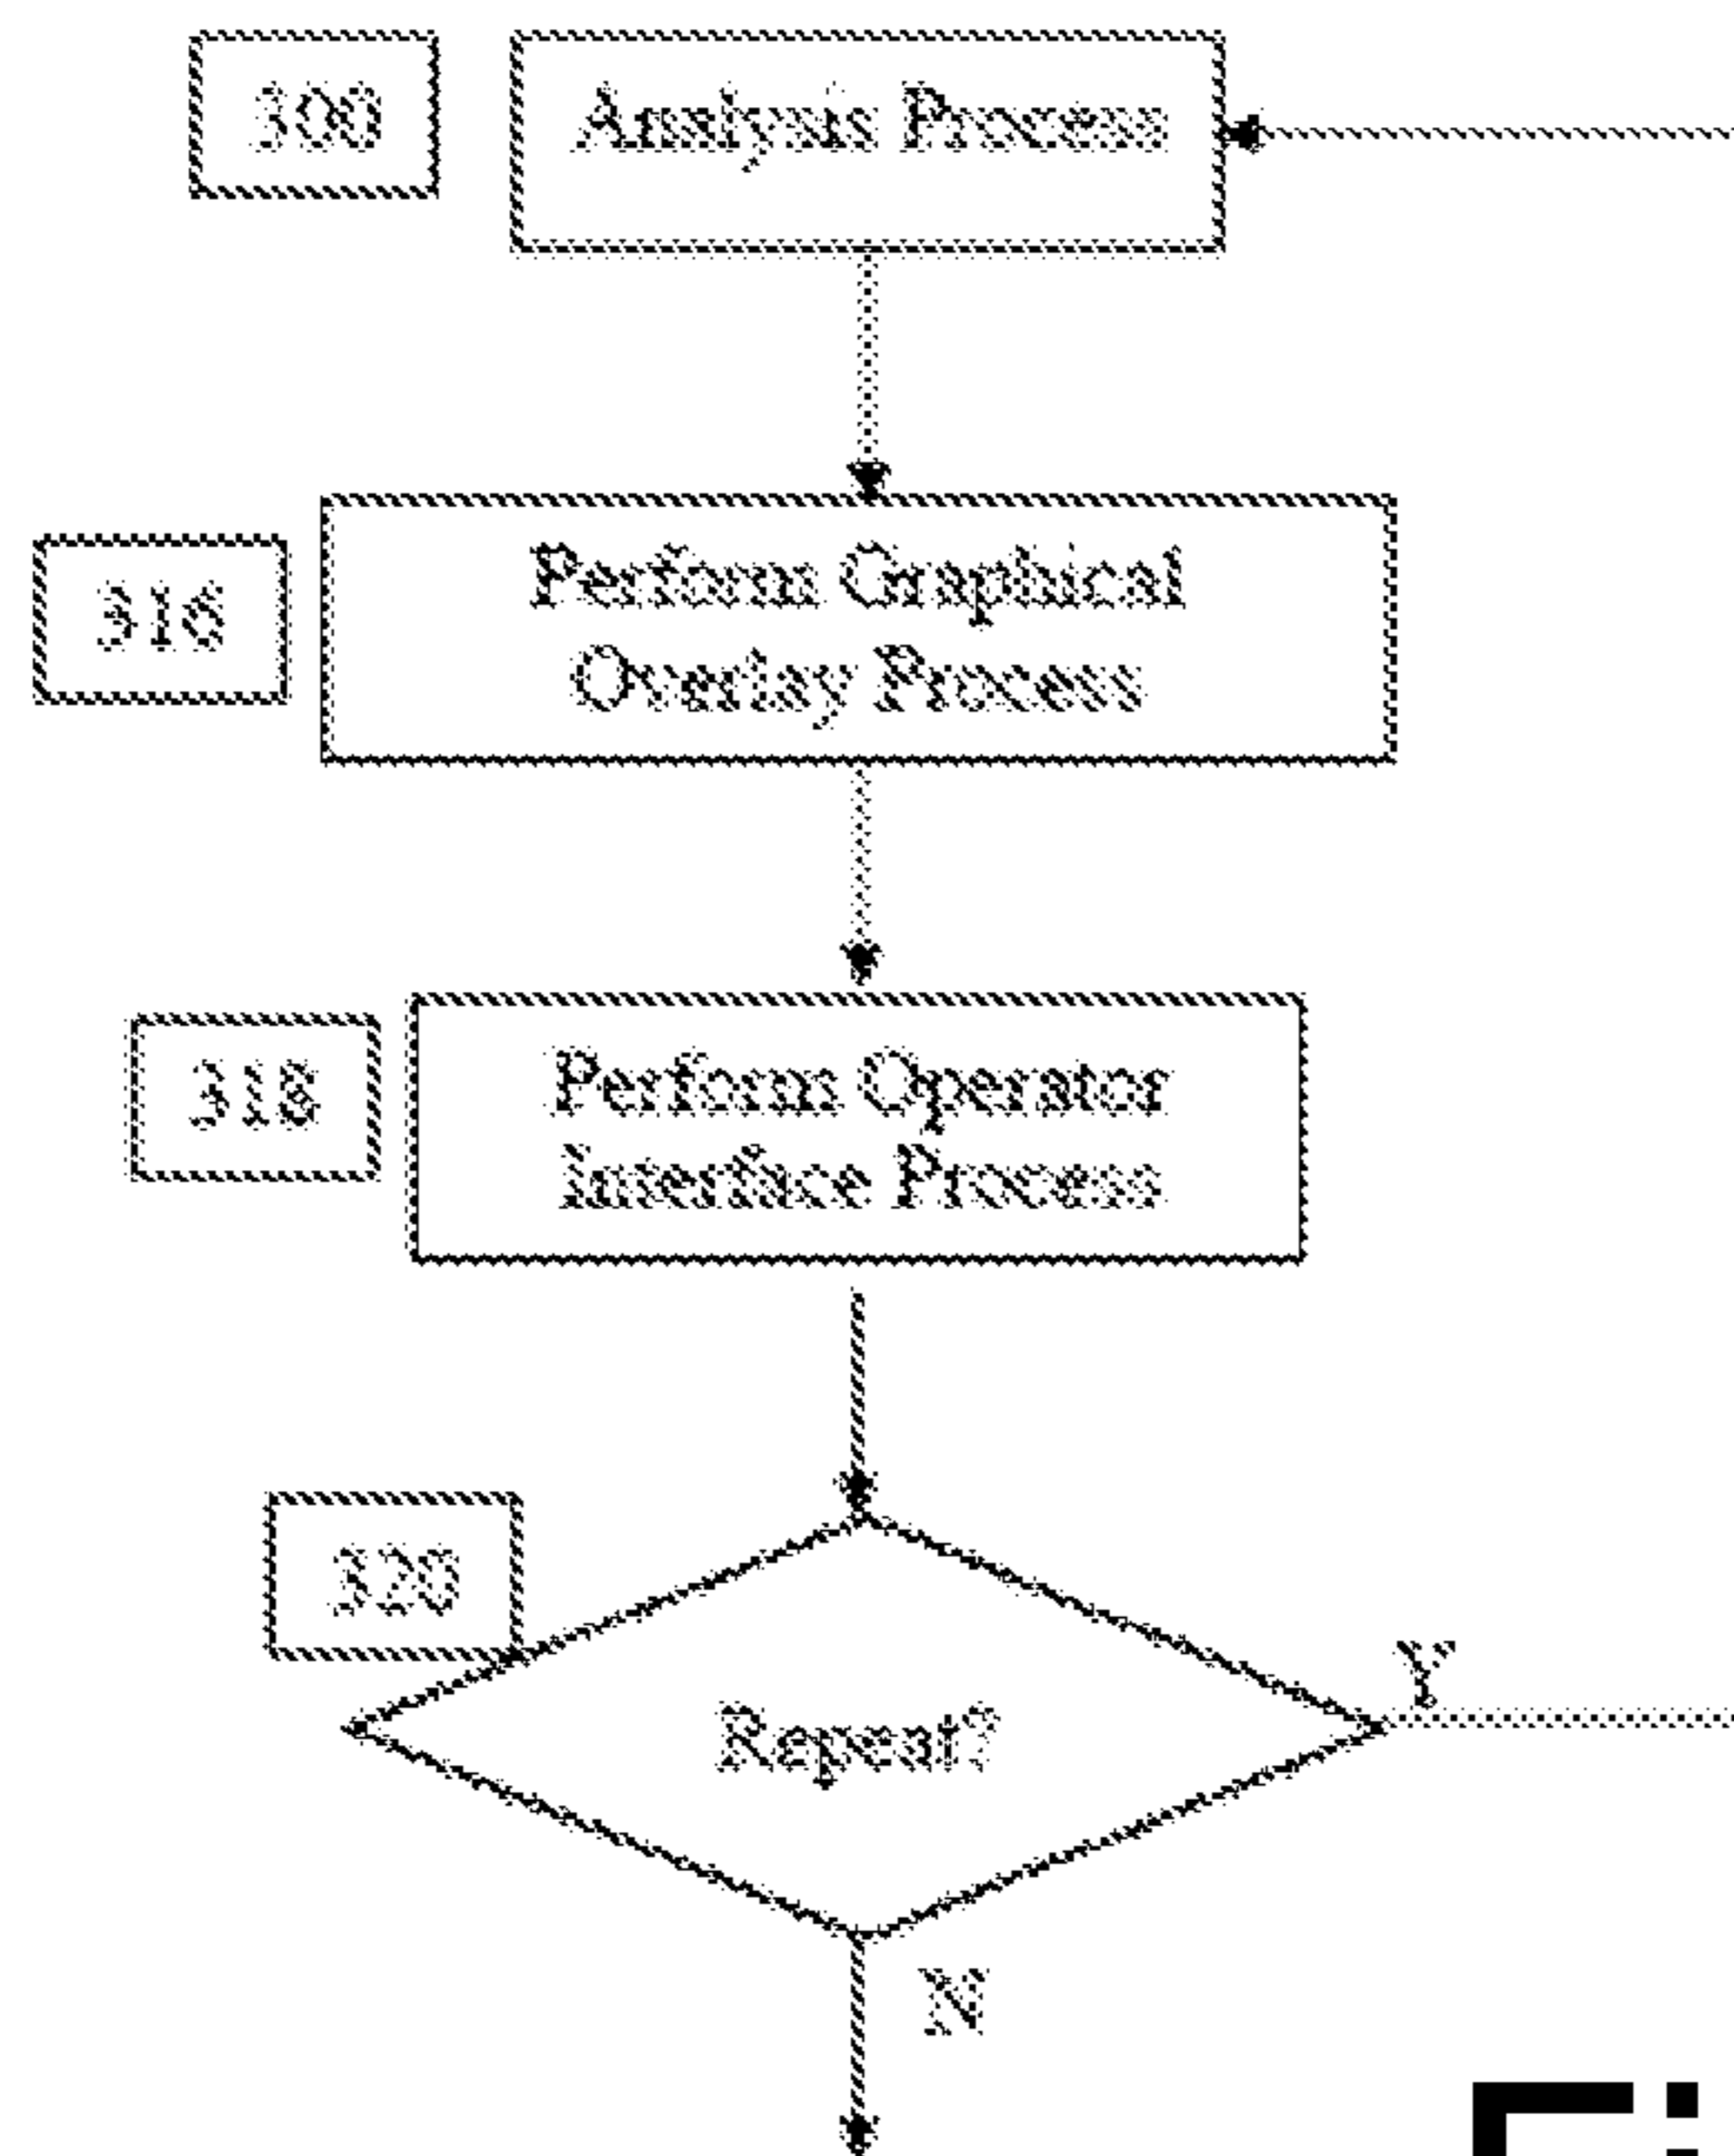 300
Analysis Process
316
Perform Graphical
Overlay Process
318
Perform Operator
Interface Process
320
Repeat?
Y
N